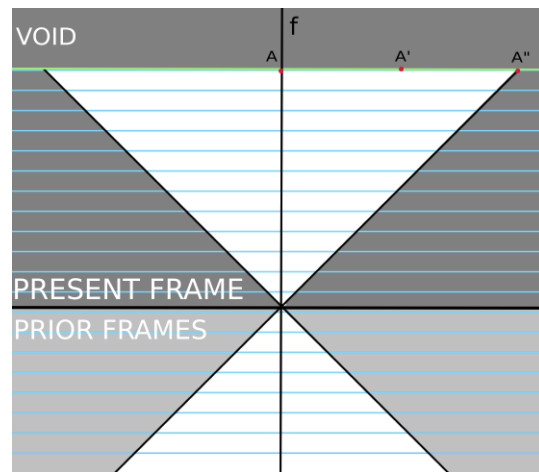 f
VOID
A A' A"
PRESENT FRAME
PRIOR FRAMES